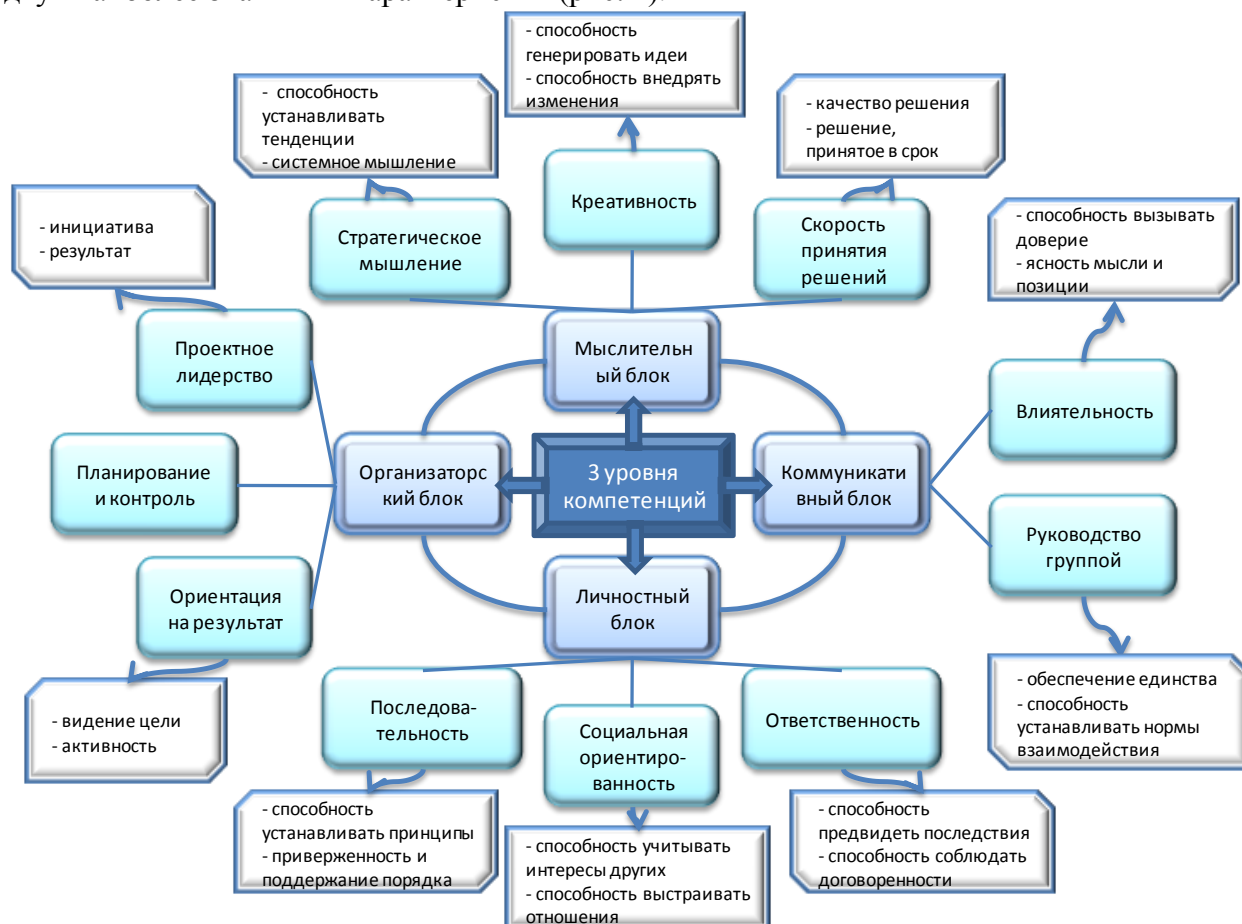 - способность
генерировать идеи
- способность внедрять
изменения
- способность
устанавливать
тенденции
- системное мышление
- качество решения
- решение,
принятое в срок
Креативность
Стратегическое
мышление
Скорость
принятия
решений
- инициатива
- результат
- способность вызывать
доверие
- ясность мысли и
позиции
Проектное
лидерство
Мыслительн
ый блок
Влиятельность
Планирование
и контроль
Организаторс
кий блок
3 уровня
компетенций
Коммуникати
вный блок
Руководство
группой
Ориентация
на результат
Личностный
блок
- видение цели
- активность
Последова-
тельность
Социальная
ориентиро-
ванность
Ответственность
- обеспечение единства
- способность
устанавливать нормы
взаимодействия
- способность
устанавливать принципы
- приверженность и
поддержание порядка
- способность учитывать
интересы других
- способность выстраивать
отношения
- способность
предвидеть последствия
- способность соблюдать
договоренности